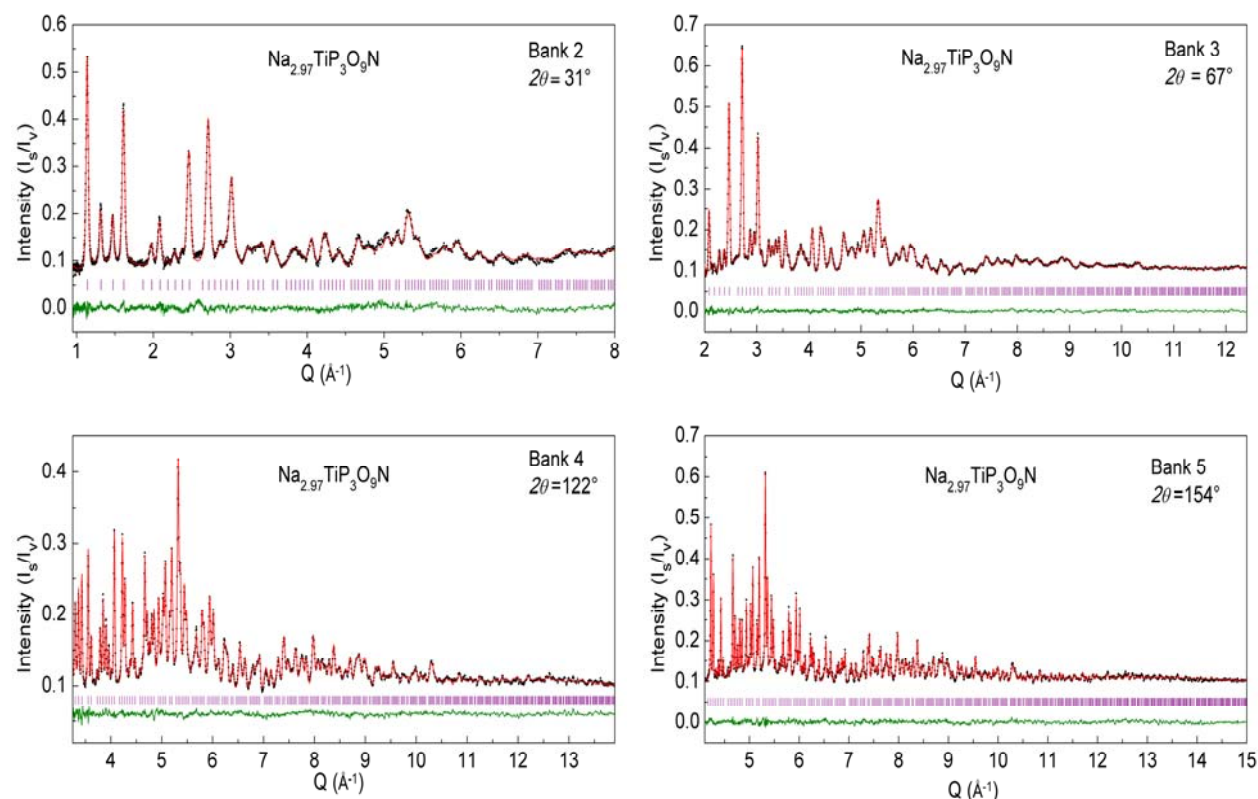 0.6
0.5
0.4
0.3
0.2
0.1
0.0
Intensity (Is/Iv)
Na2.97TiP3O9N
Bank 2
2θ = 31°
1 2 3 4 5 6 7 8
Q (Å-1)
0.7
0.6
0.5
0.4
0.3
0.2
0.1
0.0
Intensity (Is/Iv)
Na2.97TiP3O9N
Bank 3
2θ = 67°
2 3 4 5 6 7 8 9 10 11 12
Q (Å-1)
0.4
0.3
0.2
0.1
Intensity (Is/Iv)
Na2.97TiP3O9N
Bank 4
2θ=122°
4 5 6 7 8 9 10 11 12 13
Q (Å-1)
0.7
0.6
0.5
0.4
0.3
0.2
0.1
0.0
Intensity (Is/Iv)
Na2.97TiP3O9N
Bank 5
2θ=154°
5 6 7 8 9 10 11 12 13 14 15
Q (Å-1)